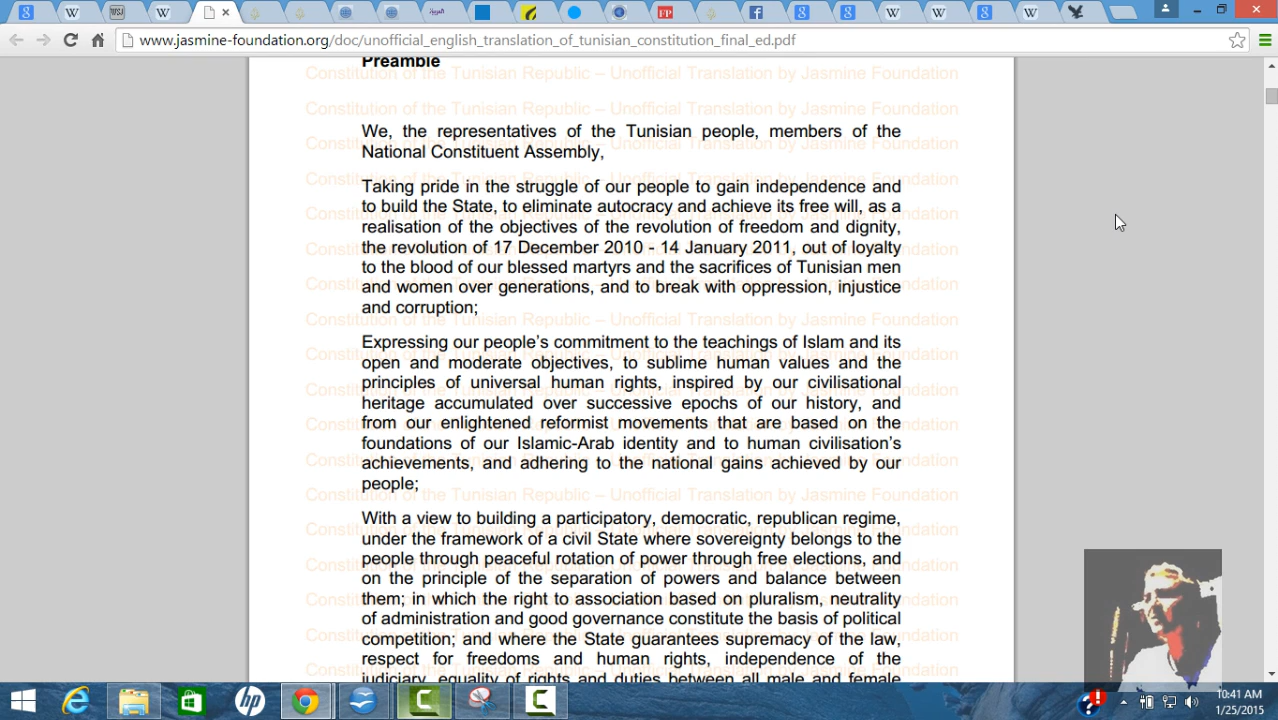 WSJ
FP
www.jasmine-foundation.org/doc/unofficial_english_translation_of_tunisian_constitution_final_ed.pdf
Preamble
Constitution of the Tunisian Republic – Unofficial Translation by Jasmine Foundation
We, the representatives of the Tunisian people, members of the
National Constituent Assembly,
Taking pride in the struggle of our people to gain independence and
to build the State, to eliminate autocracy and achieve its free will, as a
realisation of the objectives of the revolution of freedom and dignity,
the revolution of 17 December 2010 - 14 January 2011, out of loyalty
to the blood of our blessed martyrs and the sacrifices of Tunisian men
and women over generations, and to break with oppression, injustice
and corruption;
Expressing our people's commitment to the teachings of Islam and its
open and moderate objectives, to sublime human values and the
principles of universal human rights, inspired by our civilisational
heritage accumulated over successive epochs of our history, and
from our enlightened reformist movements that are based on the
foundations of our Islamic-Arab identity and to human civilisation's
achievements, and adhering to the national gains achieved by our
people;
With a view to building a participatory, democratic, republican regime,
under the framework of a civil State where sovereignty belongs to the
people through peaceful rotation of power through free elections, and
on the principle of the separation of powers and balance between
them; in which the right to association based on pluralism, neutrality
of administration and good governance constitute the basis of political
competition; and where the State guarantees supremacy of the law,
respect for freedoms and human rights, independence of the
judiciary, equality of rights and duties between all male and female
10:41 AM
1/25/2015